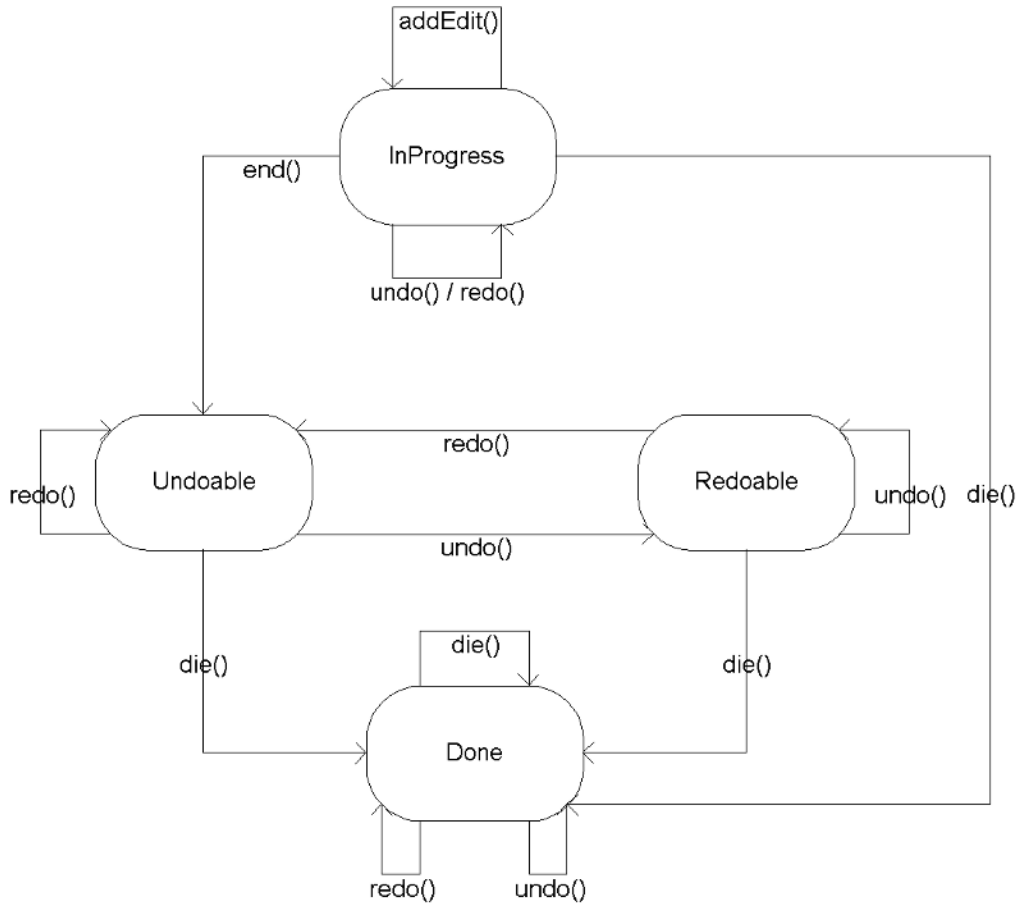 addEdit()
InProgress
end()
undo() / redo()
redo()
Undoable
Redoable
redo()
undo()
die()
undo()
die()
die()
die()
Done
redo()
undo()